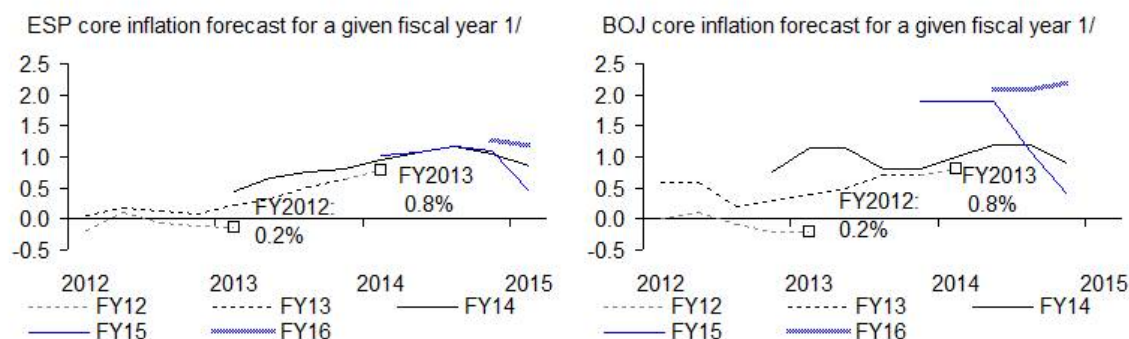 ESP core inflation forecast for a given fiscal year 1/
2.5
2.0
1.5
1.0
0.5
0.0
-0.5
FY2012:
0.2%
FY2013
0.8%
2012 2013 2014 2015
FY12 FY13 FY14
FY15 FY16
BOJ core inflation forecast for a given fiscal year 1/
2.5
2.0
1.5
1.0
0.5
0.0
-0.5
FY2012:
0.2%
FY2013
0.8%
2012 2013 2014 2015
FY12 FY13 FY14
FY15 FY16